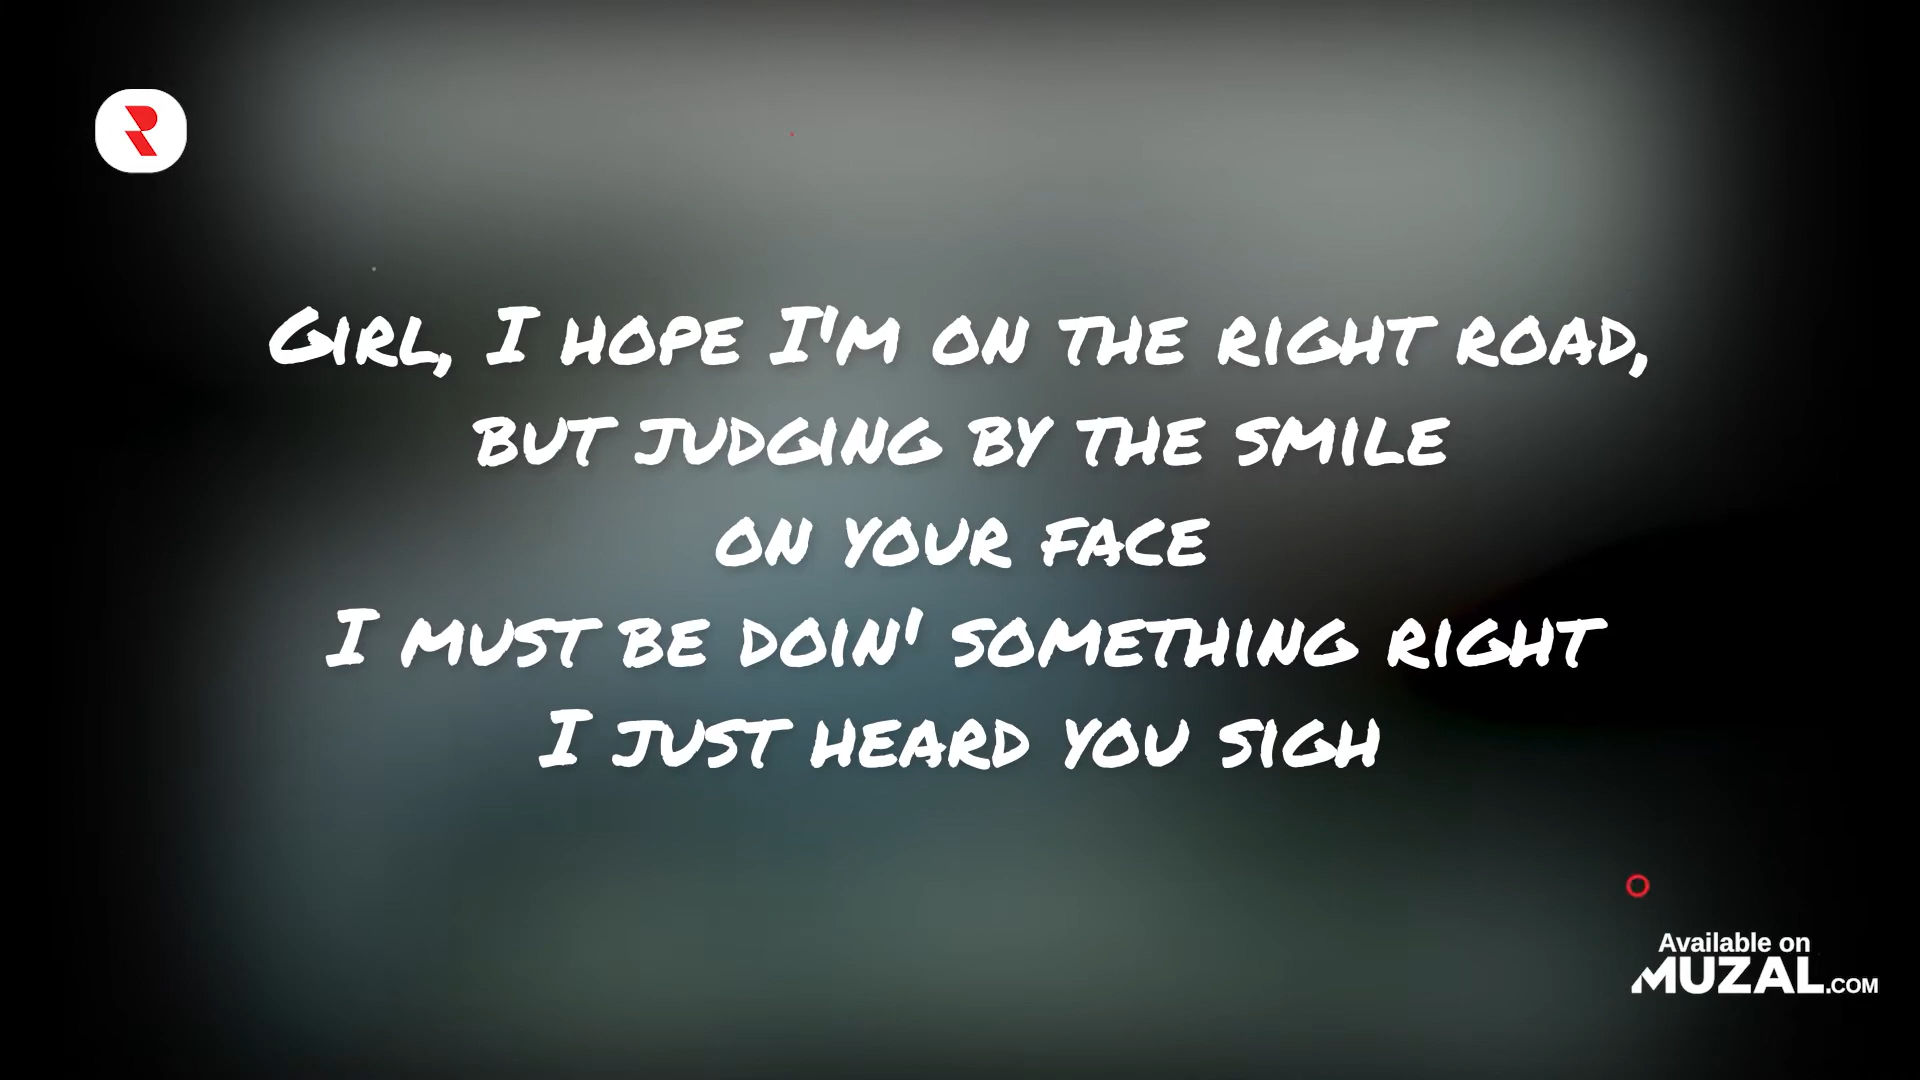 Girl, I hope I'm on the right road,
but judging by the smile
on your face
I must be doin' something right
I just heard you sigh
Available on
MUZAL.COM